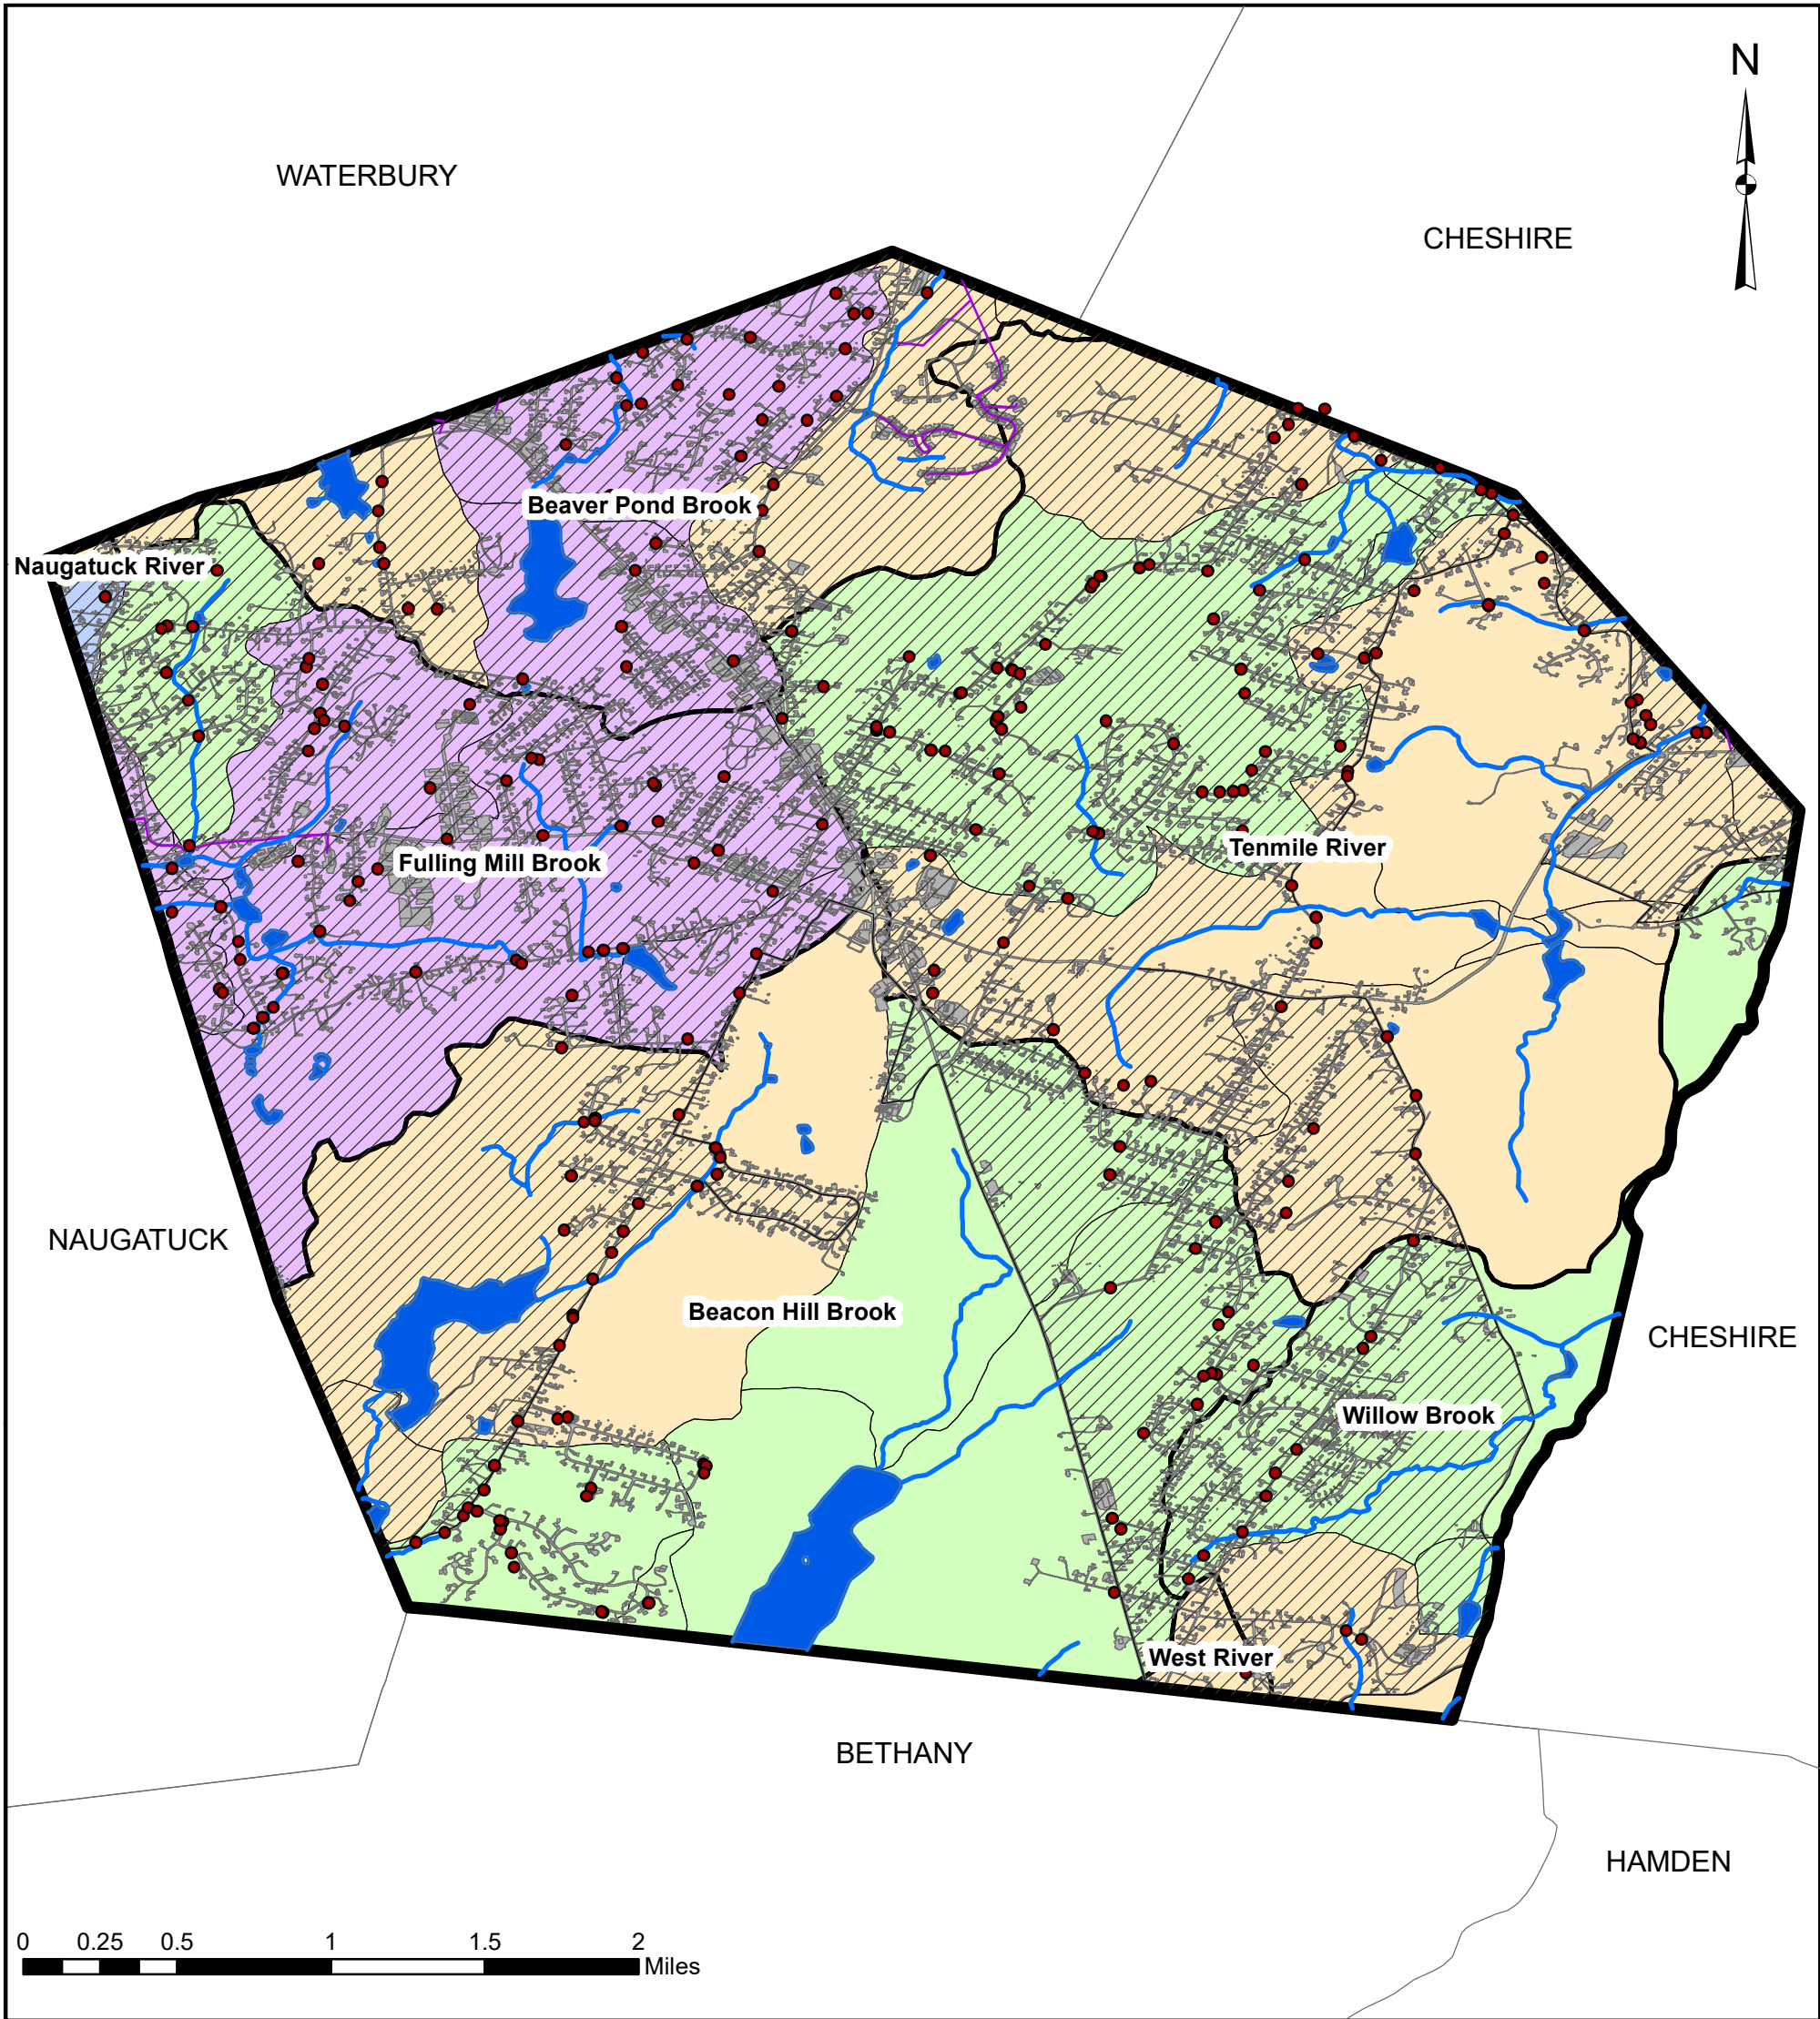 N
WATERBURY
CHESHIRE
Beaver Pond Brook
Naugatuck River
Tenmile River
Fulling Mill Brook
NAUGATUCK
Beacon Hill Brook
CHESHIRE
Willow Brook
West River
BETHANY
HAMDEN
0 0.25 0.5 1 1.5 2
Miles